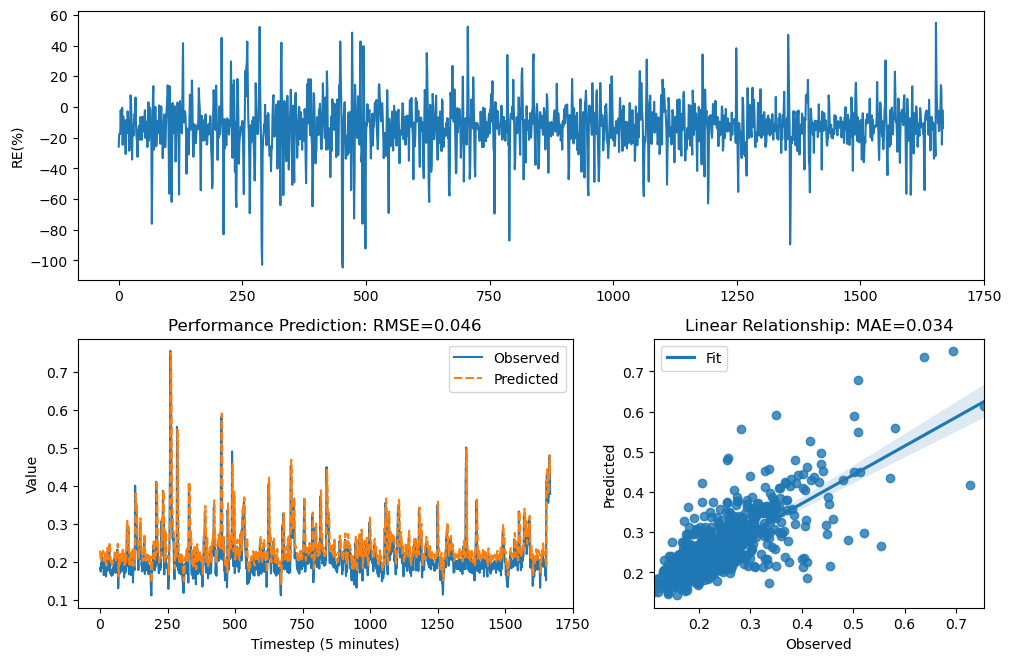 60
40
20
0
−20
−40
−60
−80
−100
RE(%)
0 250 500 750 1000 1250 1500 1750
Performance Prediction: RMSE=0.046
Observed
Predicted
0.7
0.6
0.5
0.4
0.3
0.2
0.1
Value
0 250 500 750 1000 1250 1500 1750
Timestep (5 minutes)
Linear Relationship: MAE=0.034
Fit
0.7
0.6
0.5
0.4
0.3
0.2
Predicted
0.2 0.3 0.4 0.5 0.6 0.7
Observed